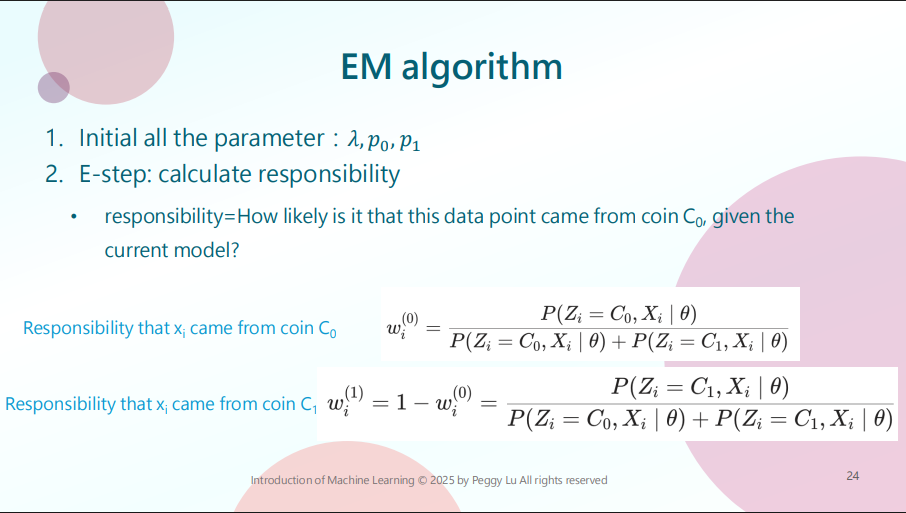 EM algorithm
1. Initial all the parameter：λ, p₀, p₁
2. E-step: calculate responsibility
• responsibility=How likely is it that this data point came from coin C₀, given the
current model?
Responsibility that xᵢ came from coin C₀
w_i^{(0)} = \frac{P(Z_i = C_0, X_i \mid \theta)}{P(Z_i = C_0, X_i \mid \theta) + P(Z_i = C_1, X_i \mid \theta)}
Responsibility that xᵢ came from coin C₁
w_i^{(1)} = 1 - w_i^{(0)} = \frac{P(Z_i = C_1, X_i \mid \theta)}{P(Z_i = C_0, X_i \mid \theta) + P(Z_i = C_1, X_i \mid \theta)}
Introduction of Machine Learning © 2025 by Peggy Lu All rights reserved
24